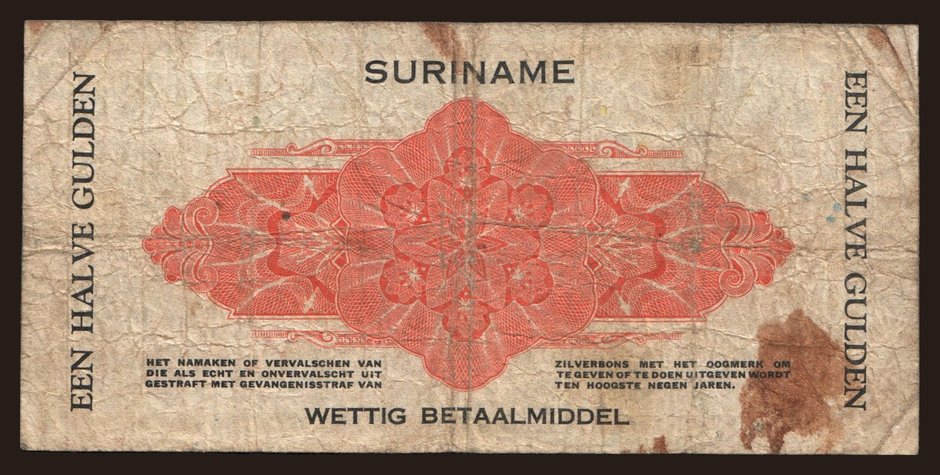 SURINAME
EEN HALVE GULDEN
EEN HALVE GULDEN
HET NAMAKEN OF VERVALSCHEN VAN
DIE ALS ECHT EN ONVERVALSCHT UIT
GESTRAFT MET GEVANGENISSTRAF VAN
ZILVERBONS MET HET OOGMERK OM
TE GEVEN OF TE DOEN UITGEVEN WORDT
TEN HOOGSTE NEGEN JAREN.
WETTIG BETAALMIDDEL